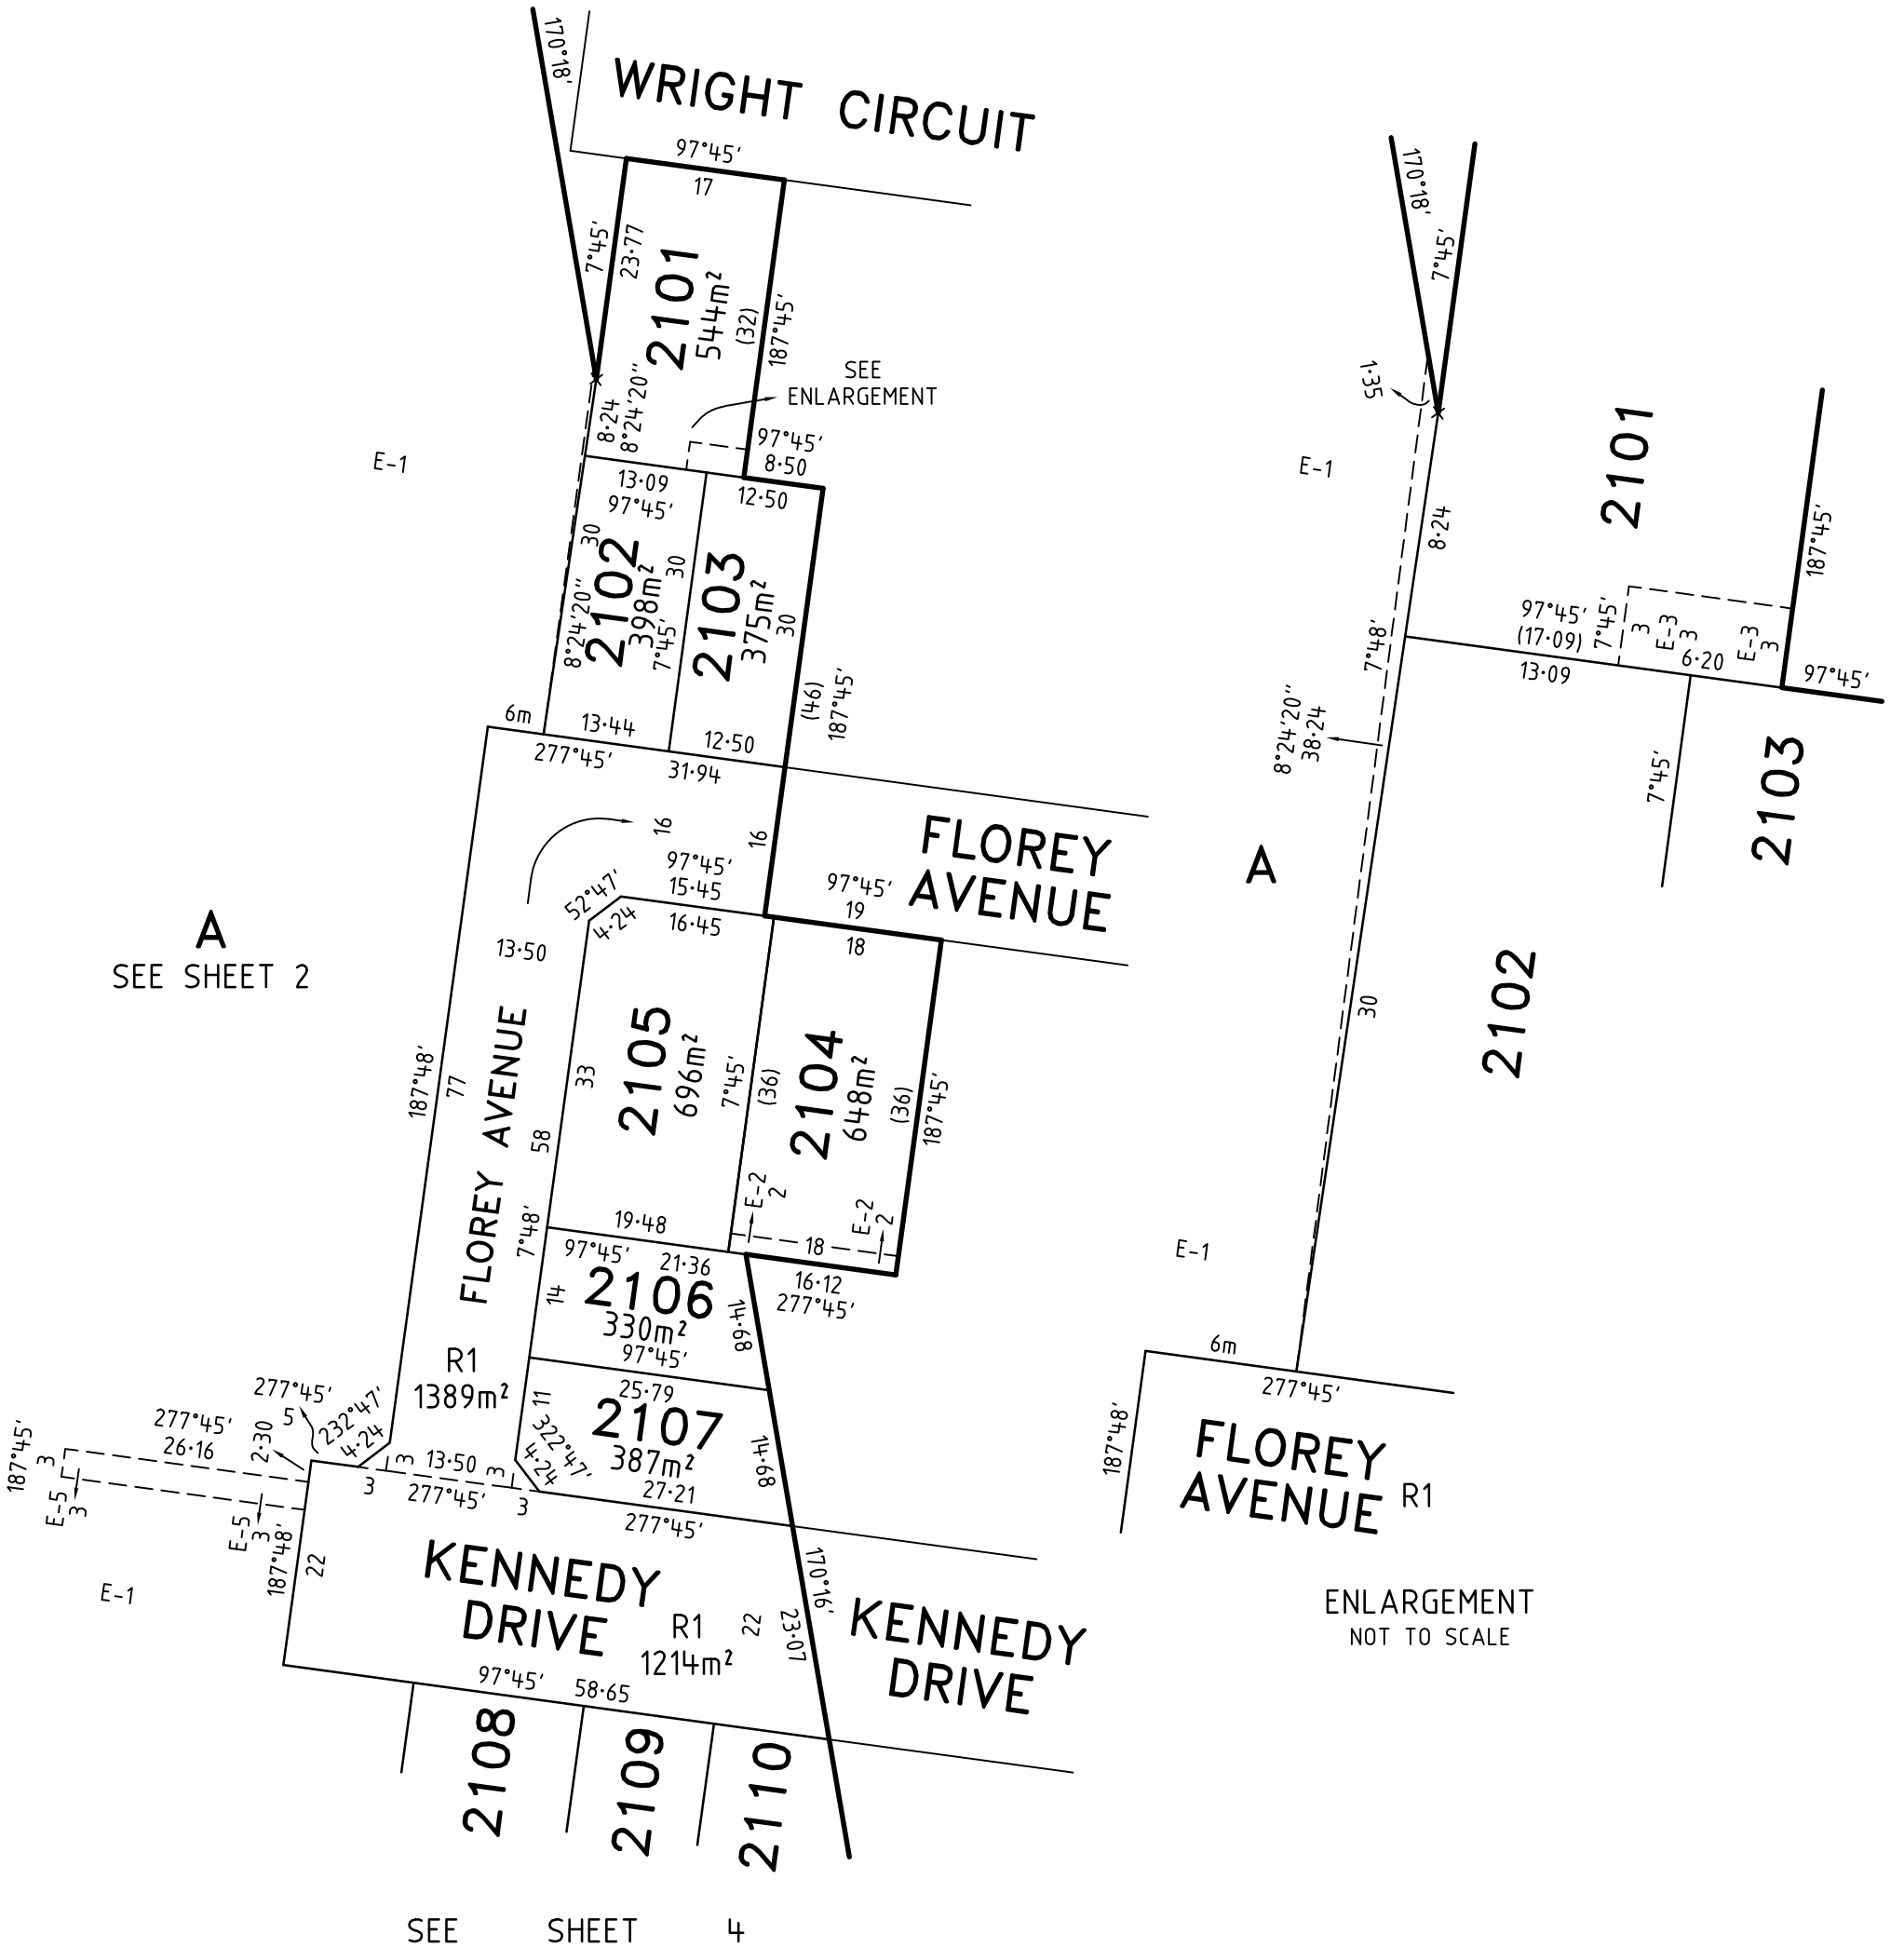 170°18'
WRIGHT CIRCUIT
97°45'
17
7°45'
23·77
2101
544m²
(32)
187°45'
SEE
ENLARGEMENT
8·24
8°24'20"
97°45'
8·50
E-1
13·09
97°45'
12·50
30
2102
398m²
8°24'20"
30
7°45'
2103
375m²
30
(46)
187°45'
6m
13·44
12·50
277°45'
31·94
16
16
FLOREY
AVENUE
97°45'
15·45
52°47'
4·24
16·45
97°45'
19
18
13·50
A
SEE SHEET 2
FLOREY AVENUE
187°48'
77
58
33
7°48'
2105
696m²
7°45'
(36)
2104
648m²
(36)
187°45'
E-2
2
E-2
2
19·48
18
97°45'
21·36
16·12
277°45'
14
2106
330m²
14·68
97°45'
R1
1389m²
25·79
11
2107
387m²
14·68
322°47'
4·24
27·21
277°45'
277°45'
5
232°47'
4·24
277°45'
26·16
2·30
187°45'
3
E-5
3
E-5
3
3
3
13·50
3
277°45'
3
187°48'
22
E-1
KENNEDY
DRIVE
R1
1214m²
22
23·07
170°16'
KENNEDY
DRIVE
97°45'
58·65
2108
2109
2110
SEE SHEET 4
170°18'
7°45'
1·35
E-1
2101
8·24
187°45'
97°45'
(17·09)
7°45'
3
E-3
3
E-3
3
6·20
13·09
97°45'
7°48'
8°24'20"
38·24
7°45'
2103
A
2102
30
E-1
6m
277°45'
187°48'
FLOREY
AVENUE
R1
ENLARGEMENT
NOT TO SCALE